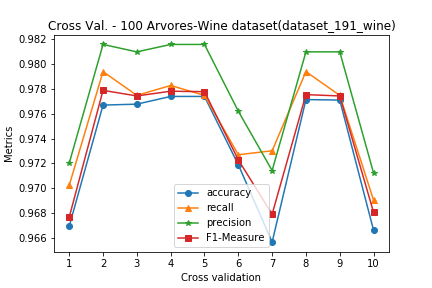 Cross Val. - 100 Arvores-Wine dataset(dataset_191_wine)
0.982
0.980
0.978
0.976
0.974
0.972
0.970
0.968
0.966
Metrics
accuracy
recall
precision
F1-Measure
1 2 3 4 5 6 7 8 9 10
Cross validation